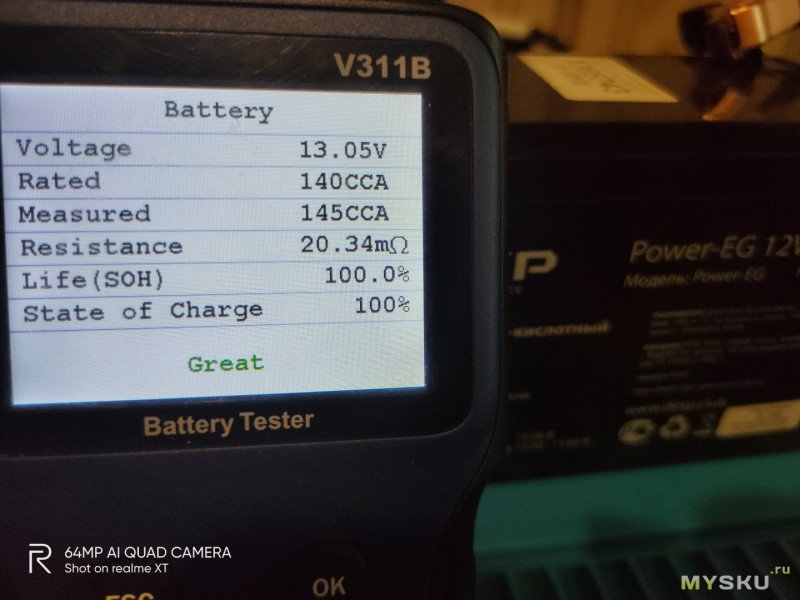 V311B
Battery
Voltage 13.05V
Rated 140CCA
Measured 145CCA
Resistance 20.34mΩ
Life(SOH) 100.0%
State of Charge 100%
Great
Battery Tester
OK
Power-EG 12V
Модель: Power-EG
R
64MP AI QUAD CAMERA
Shot on realme XT
MYSKU.ru